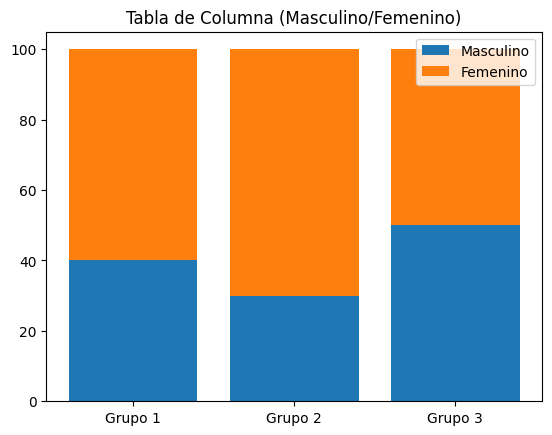 Tabla de Columna (Masculino/Femenino)
Masculino
Femenino
100
80
60
40
20
0
Grupo 1
Grupo 2
Grupo 3